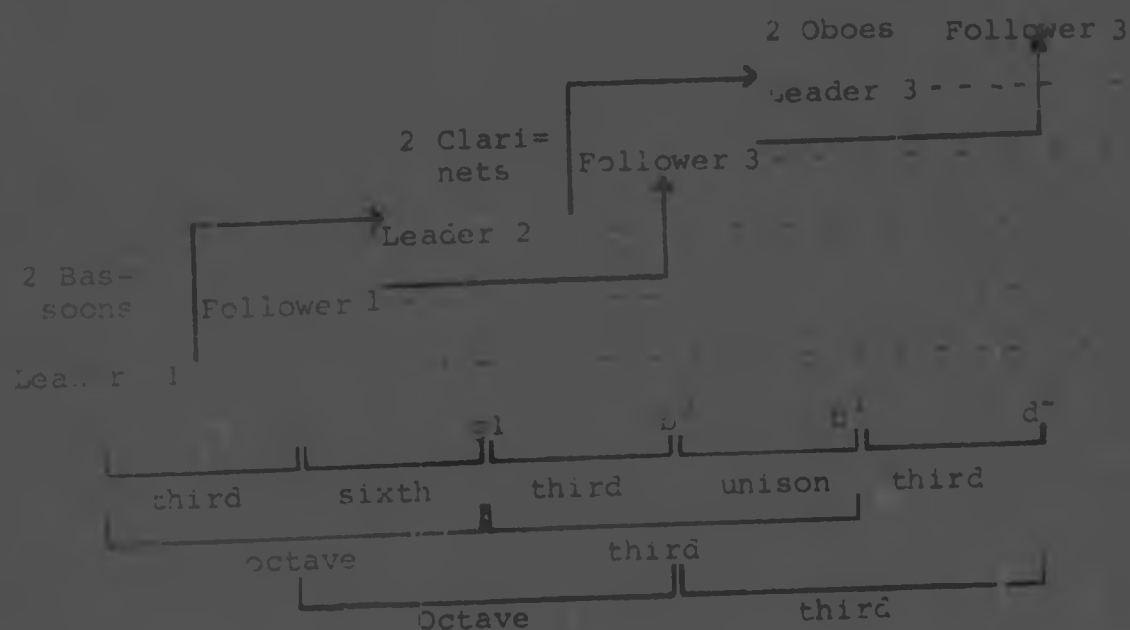 2 Oboes Follower 3
Leader 3
2 Clari=
nets
Follower 3
Leader 2
2 Bas-
soons
Follower 1
1
third sixth third unison third
octave third
Octave third